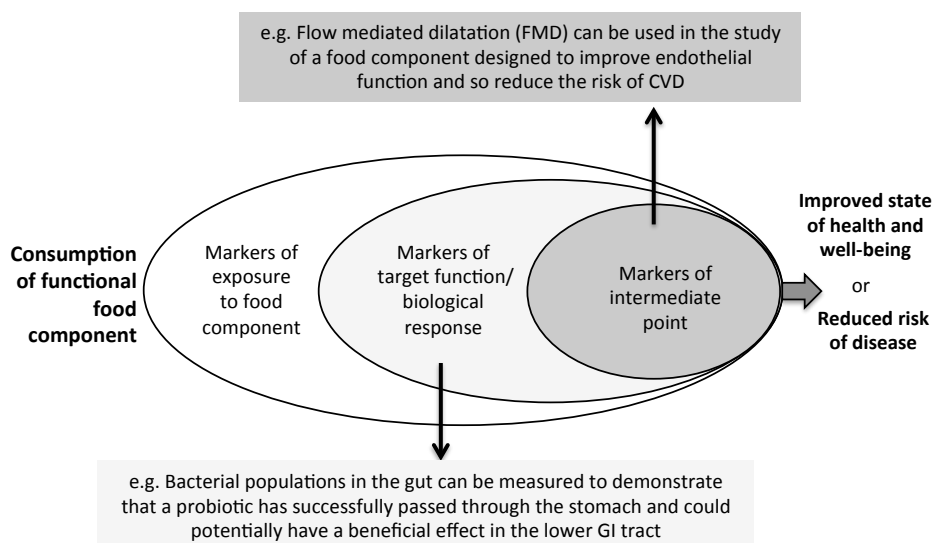 e.g. Flow mediated dilatation (FMD) can be used in the study
of a food component designed to improve endothelial
function and so reduce the risk of CVD
Consumption
of functional
food
component
Markers of
exposure
to food
component
Markers of
target function/
biological
response
Markers of
intermediate
point
Improved state
of health and
well-being
or
Reduced risk
of disease
e.g. Bacterial populations in the gut can be measured to demonstrate
that a probiotic has successfully passed through the stomach and could
potentially have a beneficial effect in the lower GI tract